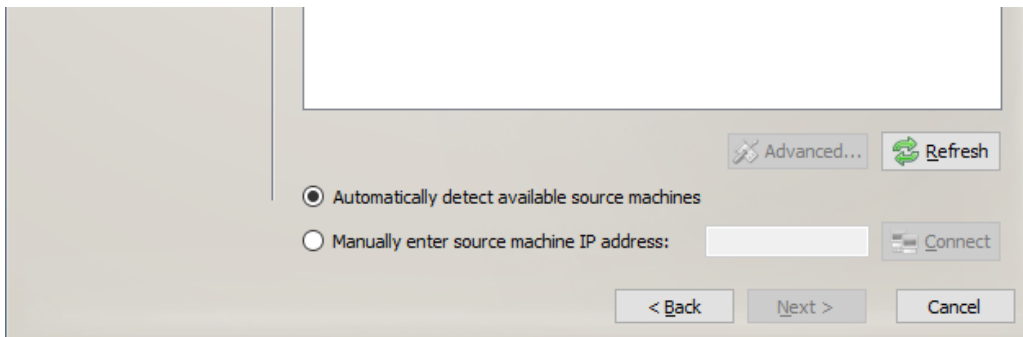 Advanced... Refresh
Automatically detect available source machines
Manually enter source machine IP address: Connect
< Back Next > Cancel